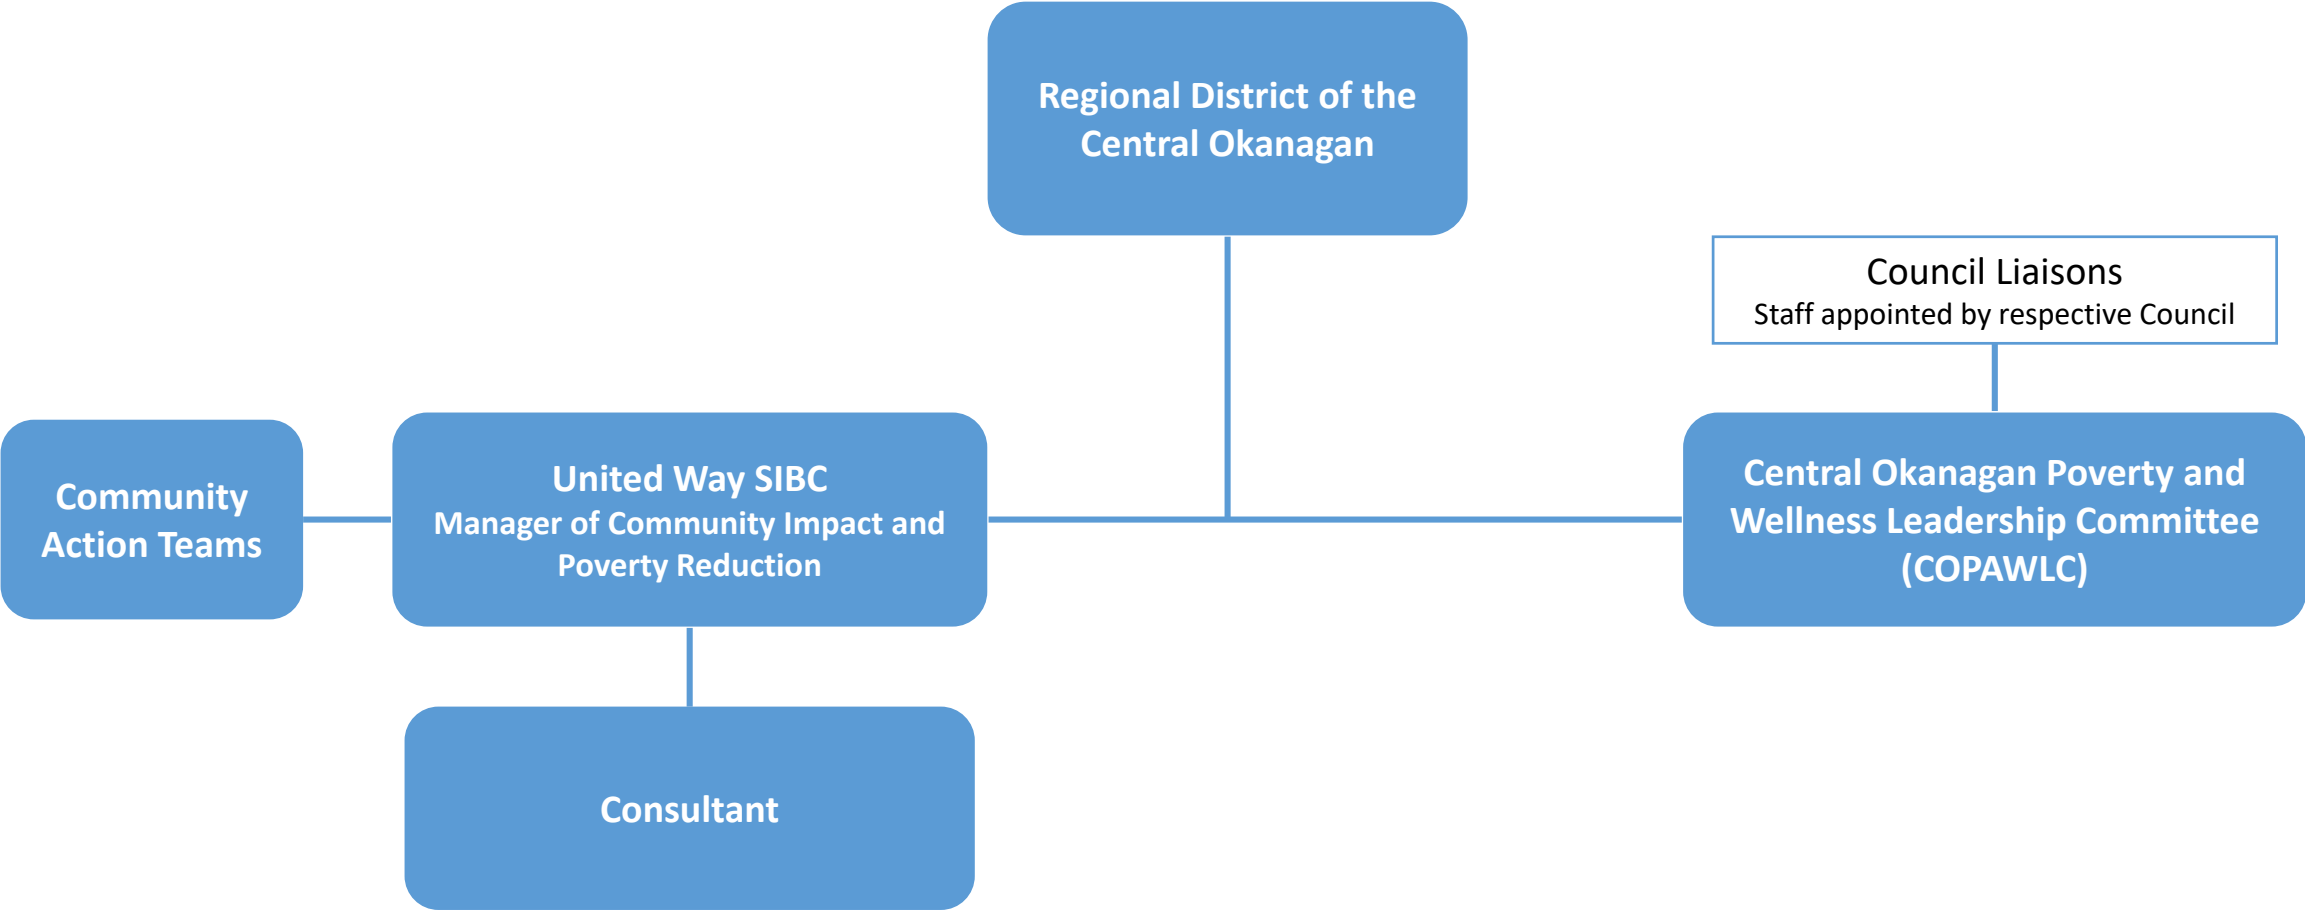 Regional District of the
Central Okanagan
Council Liaisons
Staff appointed by respective Council
Community
Action Teams
United Way SIBC
Manager of Community Impact and
Poverty Reduction
Central Okanagan Poverty and
Wellness Leadership Committee
(COPAWLC)
Consultant